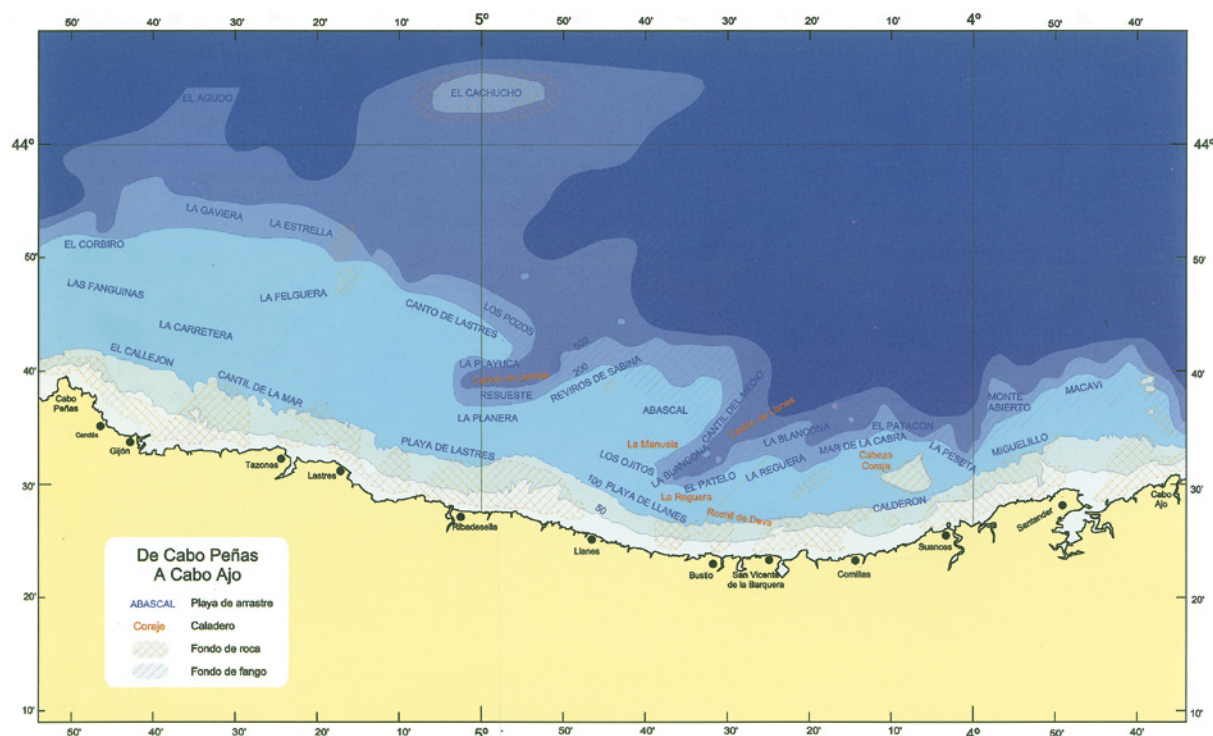 50' 40' 30' 20' 10' 5º 50' 40' 30' 20' 10' 4º 50' 40'
EL CACHUCHO
EL AGUDO
44º 44º
LA GAVIERA
LA ESTRELLA
EL CORBIRO
50' 50'
LAS FANGUINAS
LA FELGUERA
CANTO DE LASTRES
LOS POZOS
LA CARRETERA
EL CALLEJON
500
200
LA PLAYUCA
40' 40'
RESUESTE
REVIROS DE SABINA
CANTIL DE LA MAR
CANTIL DEL MEDIO
MACAVI
MONTE
ABIERTO
Cabo
Peñas
ABASCAL
LA PLANERA
Candás
Gijón
PLAYA DE LASTRES
La Manuela
LA BLANCONA
EL PATACON
MAR DE LA CABRA
MIGUELILLO
LA PESETA
Cabeza
Coraje
Tazones
Lastres
LOS OJITOS
LA BLANCONA
LA REGUERA
EL PATELO
30' 30'
100
PLAYA DE LLANES
La Reguera
CALDERON
50
Rochil de Deva
Cabo
Ajo
Santander
Ribadesella
Llanes
Bustio
San Vicente
de la Barquera
Comillas
Suances
20' 20'
De Cabo Peñas
A Cabo Ajo
ABASCAL Playa de arrastre
Coraje Caladero
Fondo de roca
Fondo de fango
10' 10'
50' 40' 30' 20' 10' 5º 50' 40' 30' 20' 10' 4º 50' 40'